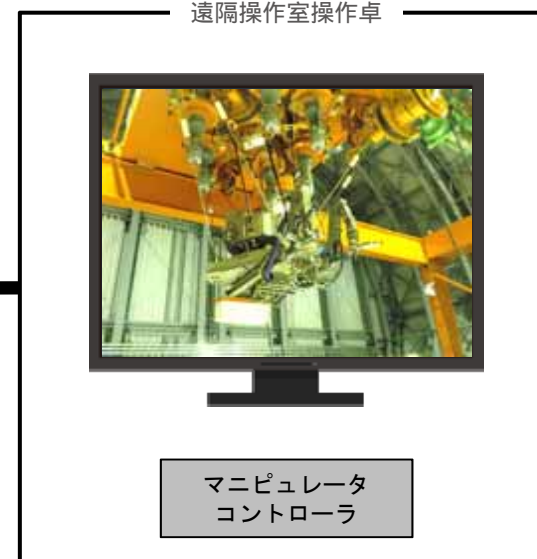 遠隔操作室操作卓
マニピュレータ
コントローラ